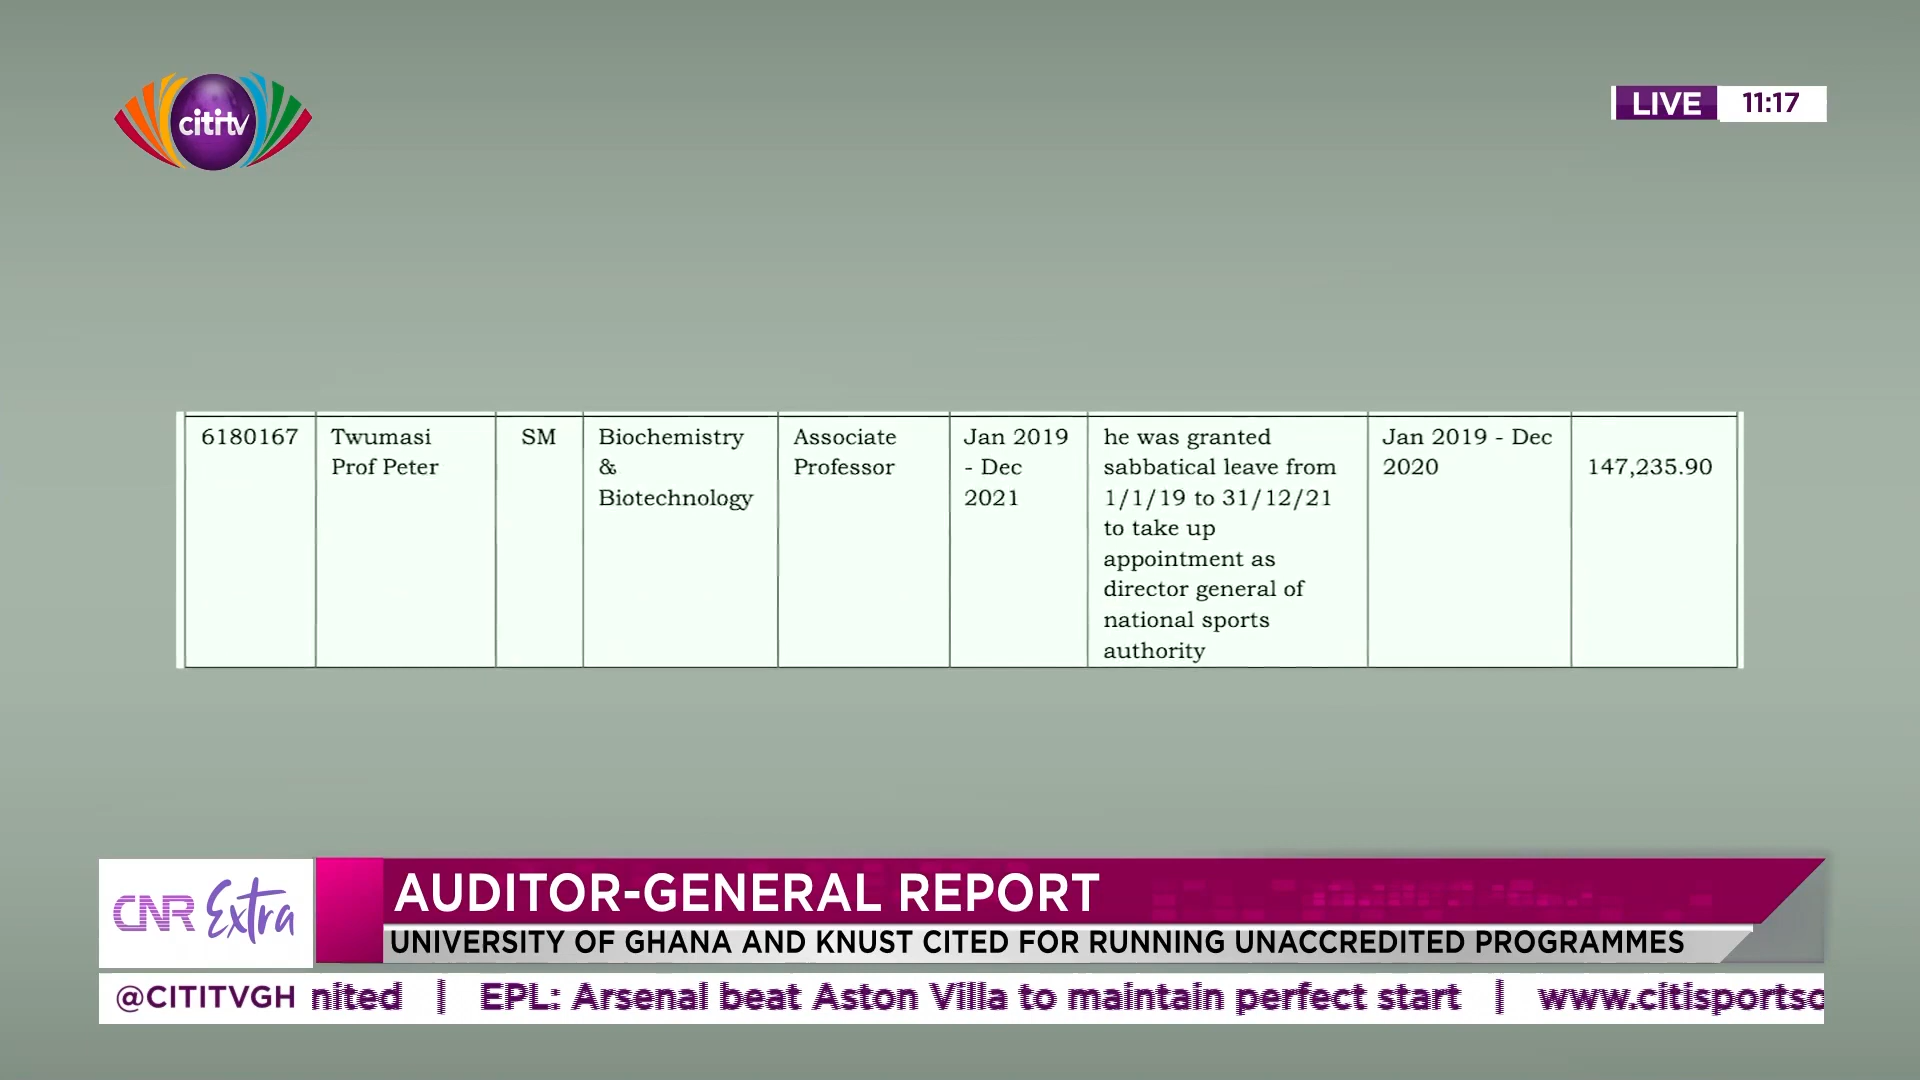 citi tv
LIVE 11:17
6180167 Twumasi SM Biochemistry Associate Jan 2019 he was granted Jan 2019 - Dec
Prof Peter & Professor - Dec sabbatical leave from 2020 147,235.90
Biotechnology 2021 1/1/19 to 31/12/21
to take up
appointment as
director general of
national sports
authority
CNR Extra
AUDITOR-GENERAL REPORT
UNIVERSITY OF GHANA AND KNUST CITED FOR RUNNING UNACCREDITED PROGRAMMES
@CITITVGH nited | EPL: Arsenal beat Aston Villa to maintain perfect start | www.citisports